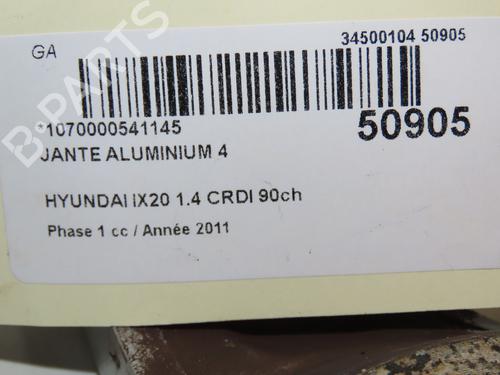 GA
34500104 50905
*1070000541145
50905
JANTE ALUMINIUM 4
HYUNDAI IX20 1.4 CRDI 90ch
Phase 1 cc / Année 2011
B-PARTS